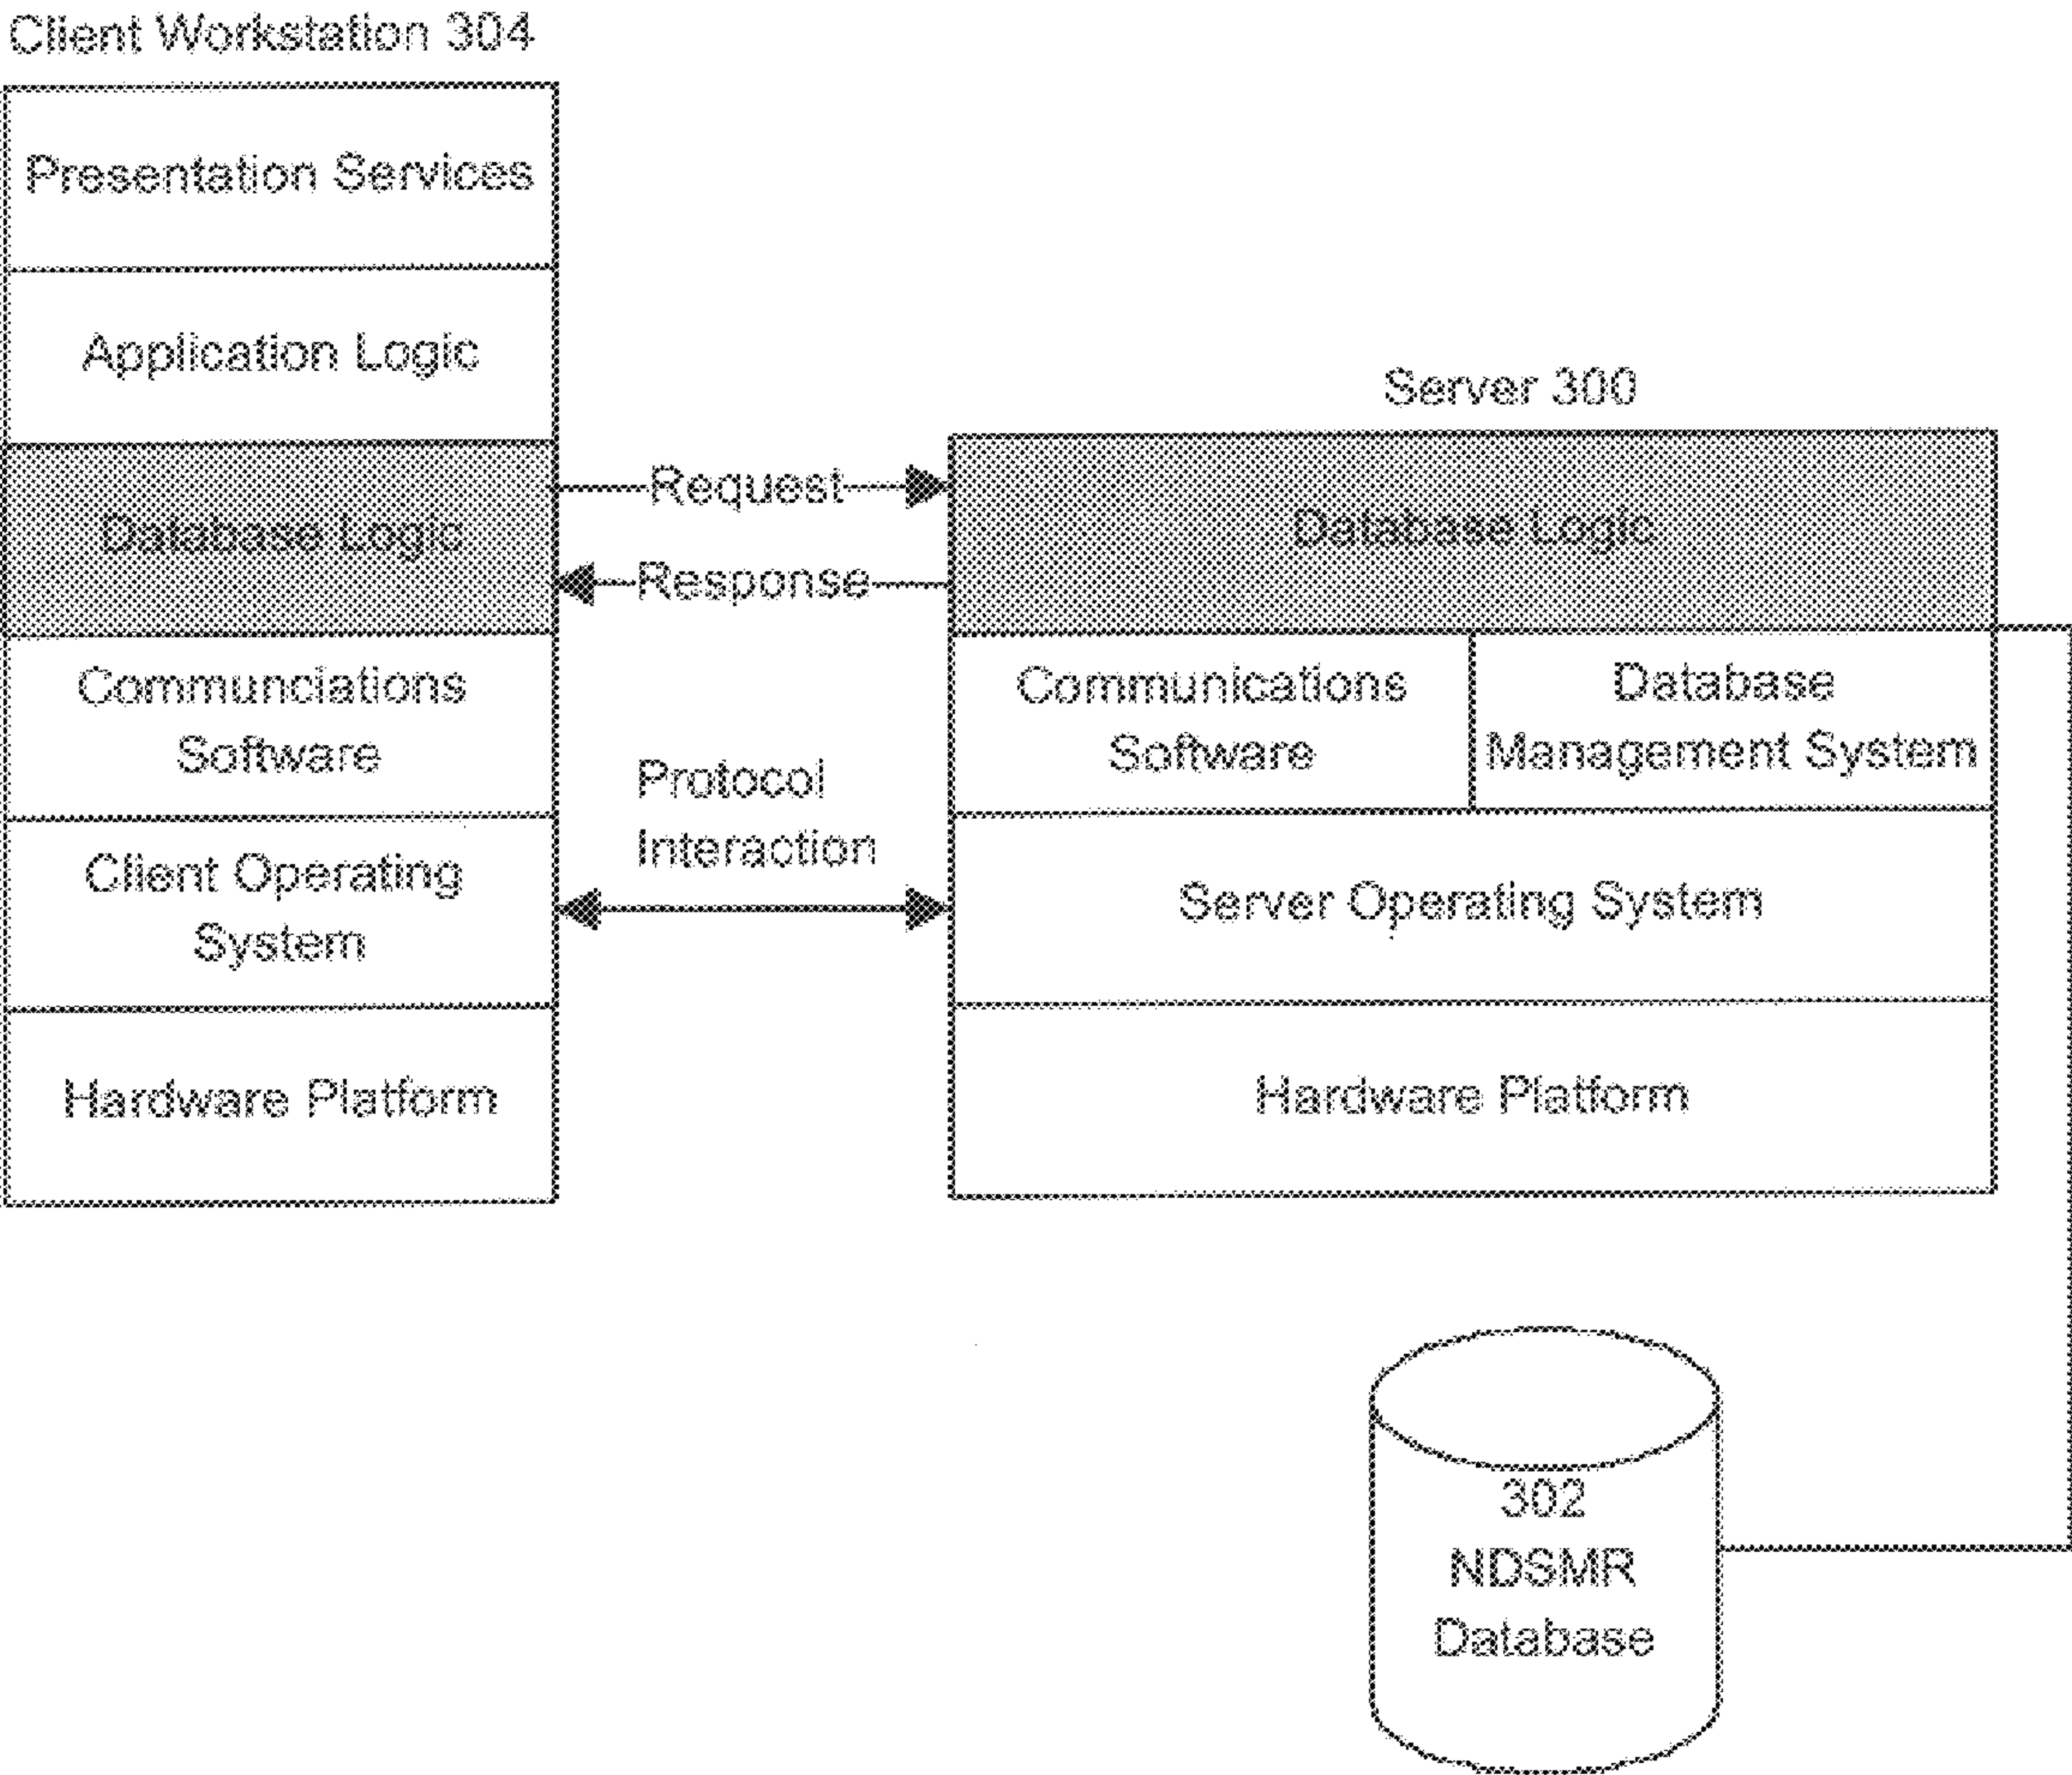 Client Workstation 304
Presentation Services
Application Logic
Database Logic
Communciations
Software
Client Operating
System
Hardware Platform
Request
Response
Protocol
Interaction
Server 300
Database Logic
Communications
Software
Database
Management System
Server Operating System
Hardware Platform
302
NDSMR
Database